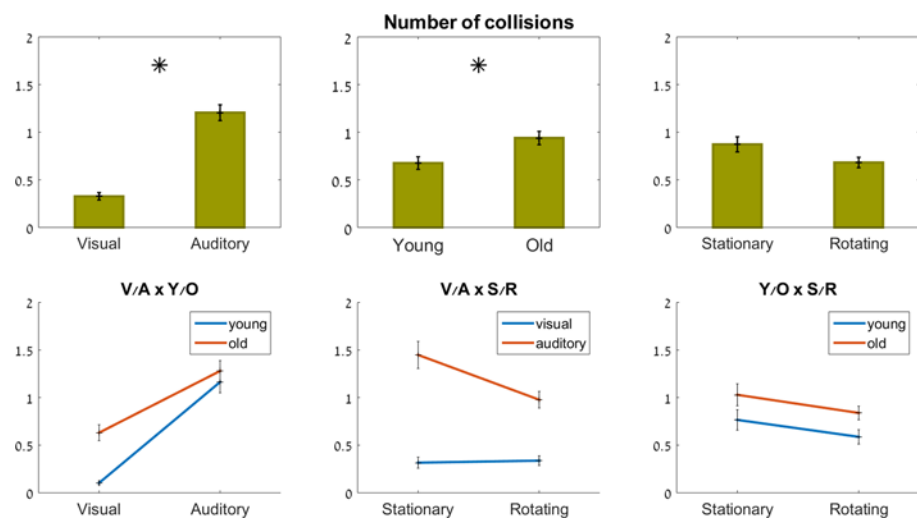 Number of collisions
2
1.5
1
0.5
0
Visual
Auditory
*
2
1.5
1
0.5
0
Young
Old
*
2
1.5
1
0.5
0
Stationary
Rotating
V/A x Y/O
2
1.5
1
0.5
0
young
old
Visual
Auditory
V/A x S/R
2
1.5
1
0.5
0
visual
auditory
Stationary
Rotating
Y/O x S/R
2
1.5
1
0.5
0
young
old
Stationary
Rotating